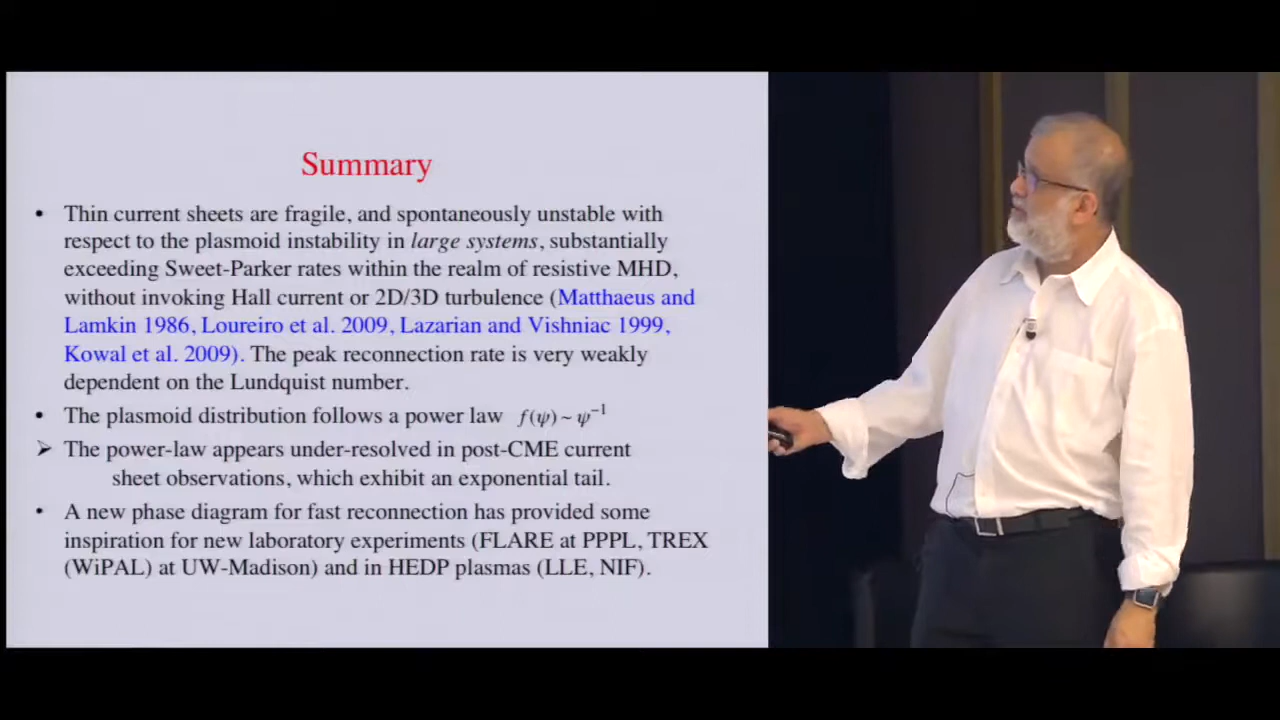 Summary
• Thin current sheets are fragile, and spontaneously unstable with
respect to the plasmoid instability in large systems, substantially
exceeding Sweet-Parker rates within the realm of resistive MHD,
without invoking Hall current or 2D/3D turbulence (Matthaeus and
Lamkin 1986, Loureiro et al. 2009, Lazarian and Vishniac 1999,
Kowal et al. 2009). The peak reconnection rate is very weakly
dependent on the Lundquist number.
• The plasmoid distribution follows a power law f(ψ) ~ ψ⁻¹
➢ The power-law appears under-resolved in post-CME current
sheet observations, which exhibit an exponential tail.
• A new phase diagram for fast reconnection has provided some
inspiration for new laboratory experiments (FLARE at PPPL, TREX
(WiPAL) at UW-Madison) and in HEDP plasmas (LLE, NIF).